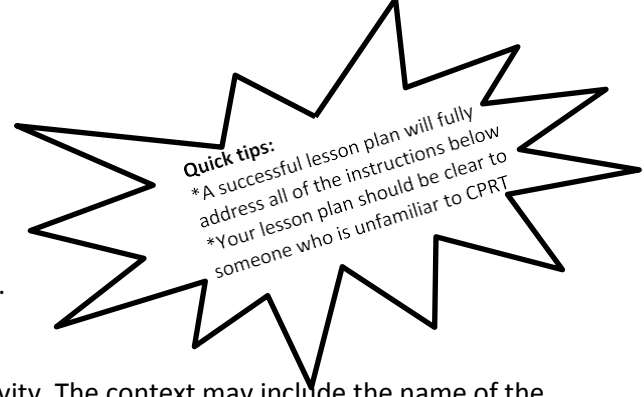 Quick tips:
*A successful lesson plan will fully
address all of the instructions below
*Your lesson plan should be clear to
someone who is unfamiliar to CPRT
.
vity. The context may include the name of the